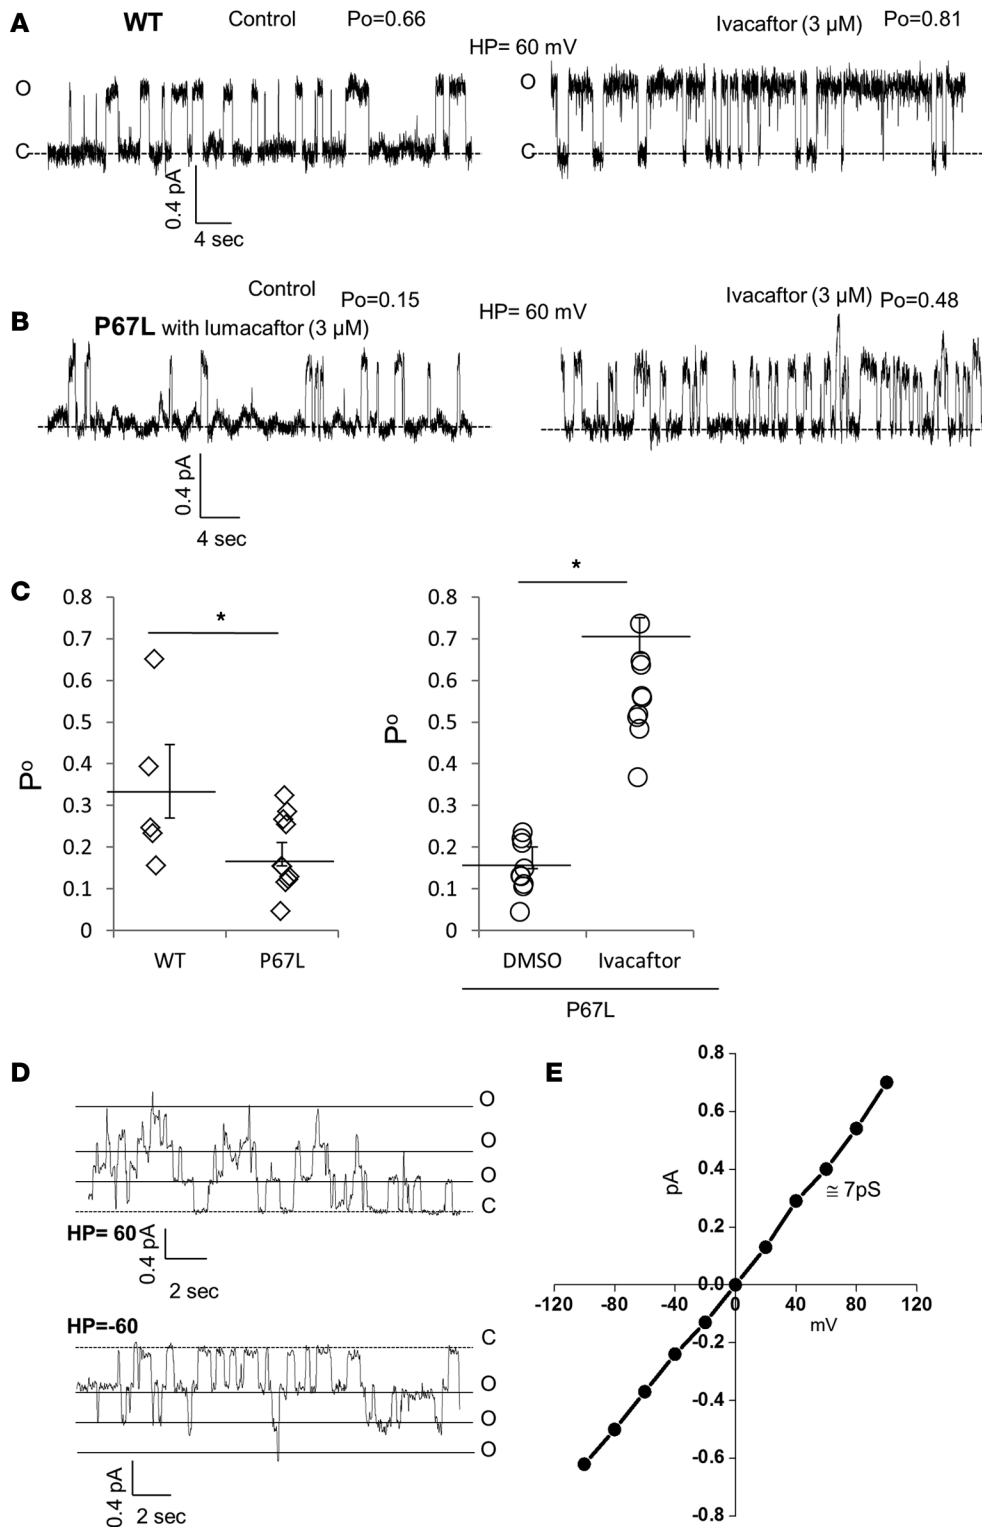 A WT Control Po=0.66 Ivacaftor (3 µM) Po=0.81
HP= 60 mV
O O
C C
0.4 pA
4 sec
Control Po=0.15 Ivacaftor (3 µM) Po=0.48
HP= 60 mV
B P67L with lumacaftor (3 µM)
0.4 pA
4 sec
C
*
*
0.8
0.7
0.6
0.5
0.4
0.3
0.2
0.1
0
Po
WT P67L
0.8
0.7
0.6
0.5
0.4
0.3
0.2
0.1
0
Po
DMSO Ivacaftor
P67L
D
O
O
O
C
HP= 60
0.4 pA
2 sec
HP=-60
C
O
O
O
0.4 pA
2 sec
E
0.8
0.6
0.4
0.2
0.0
-0.2
-0.4
-0.6
-0.8
pA
≅ 7pS
-120 -80 -40 0 40 80 120
mV